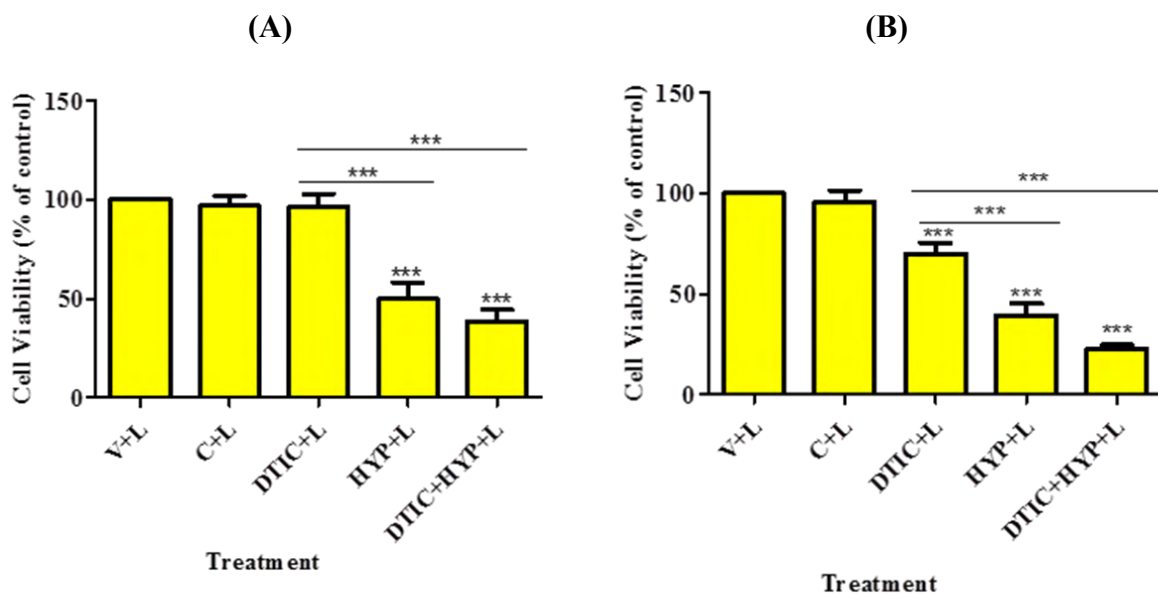 (A)
Cell Viability (% of control)
150
100
50
0
***
***
***
***
V+L
C+L
DTIC+L
HYP+L
DTIC+HYP+L
Treatment
(B)
Cell Viability (% of control)
150
100
50
0
***
***
***
***
***
V+L
C+L
DTIC+L
HYP+L
DTIC+HYP+L
Treatment